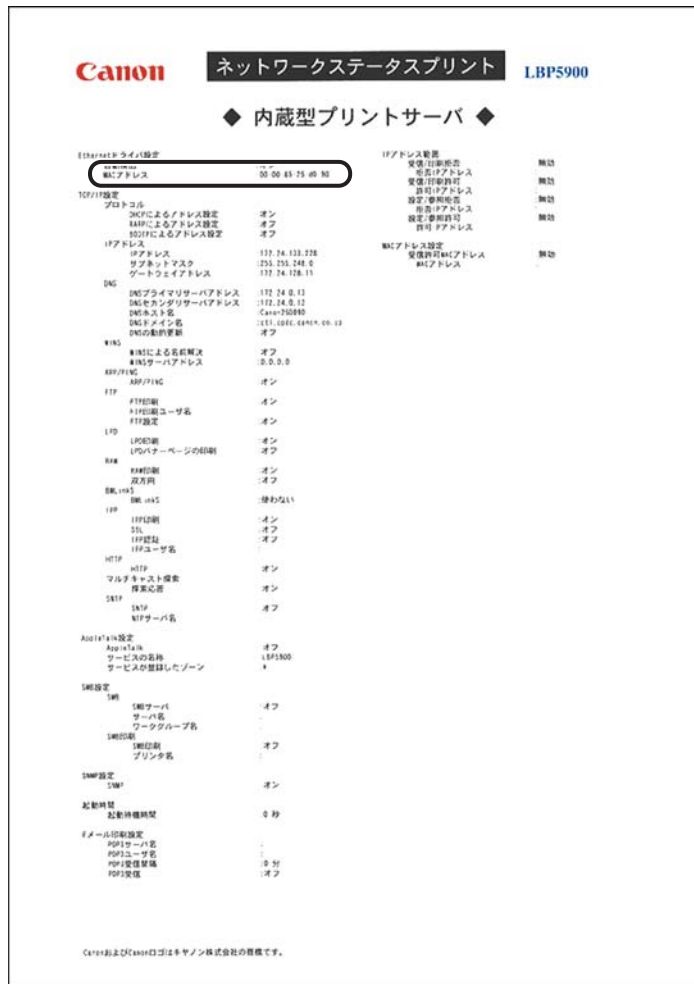 Canon
ネットワークステータスプリント
LBP5900
◆ 内蔵型プリントサーバ ◆
Ethernetドライバ設定
MACアドレス
TCP/IP設定
プロトコル
DHCPによるアドレス設定 :オン
RARPによるアドレス設定 :オフ
BOOTPによるアドレス設定 :オフ
IPアドレス
IPアドレス :172.24.133.228
サブネットマスク :255.255.248.0
ゲートウェイアドレス :172.24.128.11
DNS
DNSプライマリサーバアドレス :172.24.0.13
DNSセカンダリサーバアドレス :172.24.0.12
DNSホスト名
DNSドメイン名
DNSの動的更新 :オフ
WINS
WINSによる名前解決 :オフ
WINSサーバアドレス :0.0.0.0
ARP/PING
ARP/PING :オン
FTP
FTP印刷 :オン
FTP印刷ユーザ名 :
FTP設定 :オン
LPD
LPD印刷 :オン
LPDバナーページの印刷 :オフ
RAW
RAW印刷 :オン
双方向 :オフ
BMLinkS
BMLinkS :使わない
IPP
IPP印刷 :オン
SSL :オフ
IPP認証 :オフ
IPPユーザ名 :
HTTP
HTTP :オン
マルチキャスト探索
探索応答 :オン
SNTP
SNTP :オフ
NTPサーバ名
AppleTalk設定
AppleTalk :オフ
サービスの名称 :LBP5900
サービスが登録したゾーン :*
SMB設定
SMB
SMBサーバ :オフ
サーバ名 :
ワークグループ名 :
SMB印刷
SMB印刷 :オフ
プリンタ名 :
SNMP設定
SNMP :オン
起動時間
起動待機時間 :0 秒
Eメール印刷設定
POP3サーバ名 :
POP3ユーザ名 :
POP3受信間隔 :0 分
POP3受信 :オフ
IPアドレス範囲
受信/印刷拒否 :無効
拒否IPアドレス
受信/印刷許可 :無効
許可IPアドレス
設定/参照拒否 :無効
拒否IPアドレス
設定/参照許可 :無効
許可IPアドレス
MACアドレス設定
受信許可MACアドレス :無効
MACアドレス :
CanonおよびCanonロゴはキヤノン株式会社の商標です。